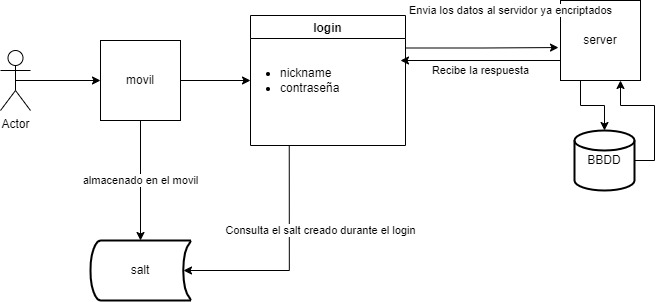 Envia los datos al servidor ya encriptados
login
server
nickname
contraseña
Recibe la respuesta
movil
Actor
BBDD
almacenado en el movil
Consulta el salt creado durante el login
salt